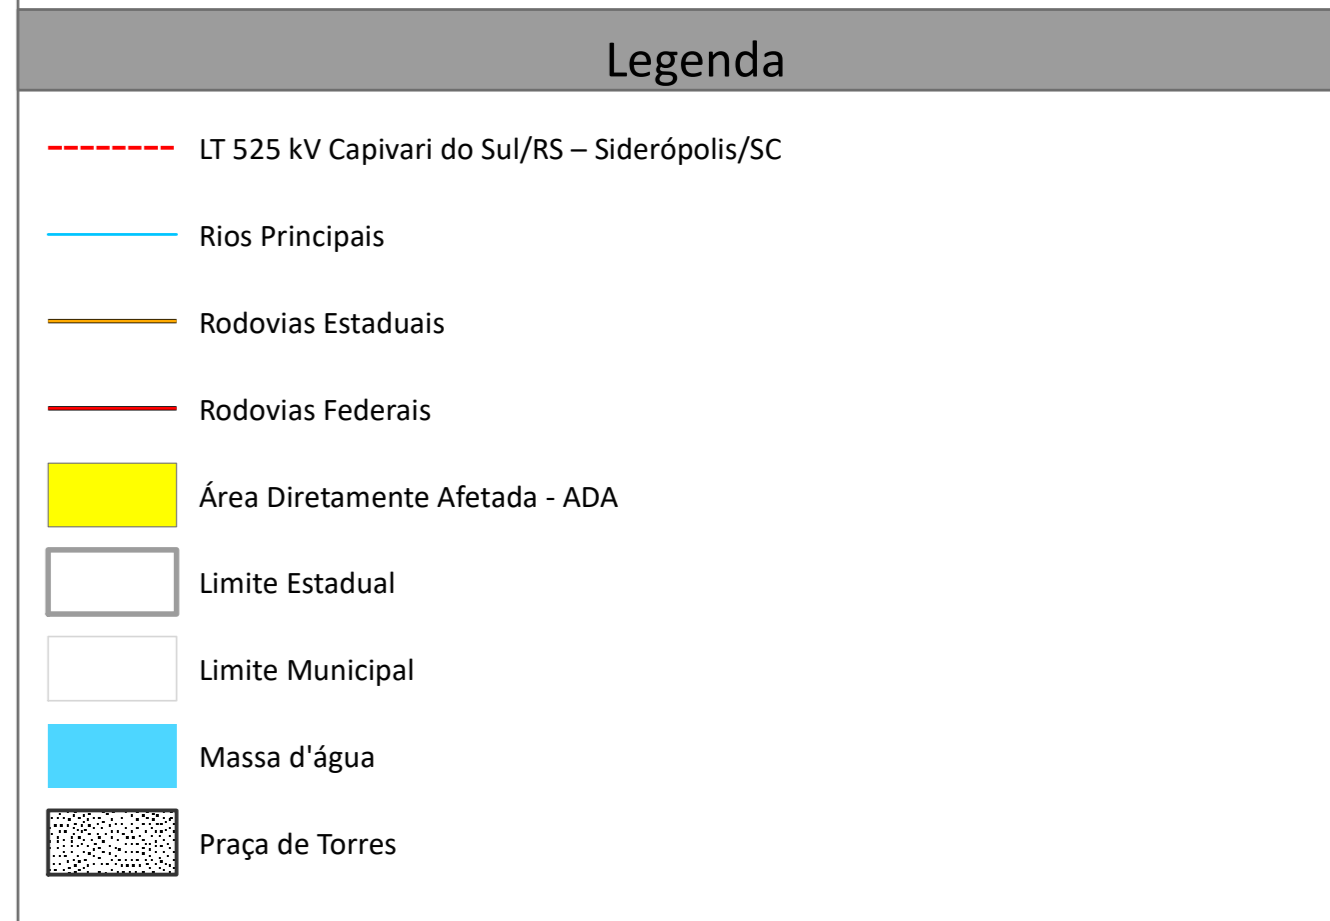 Legenda
LT 525 kV Capivari do Sul/RS – Siderópolis/SC
Rios Principais
Rodovias Estaduais
Rodovias Federais
Área Diretamente Afetada - ADA
Limite Estadual
Limite Municipal
Massa d'água
Praça de Torres